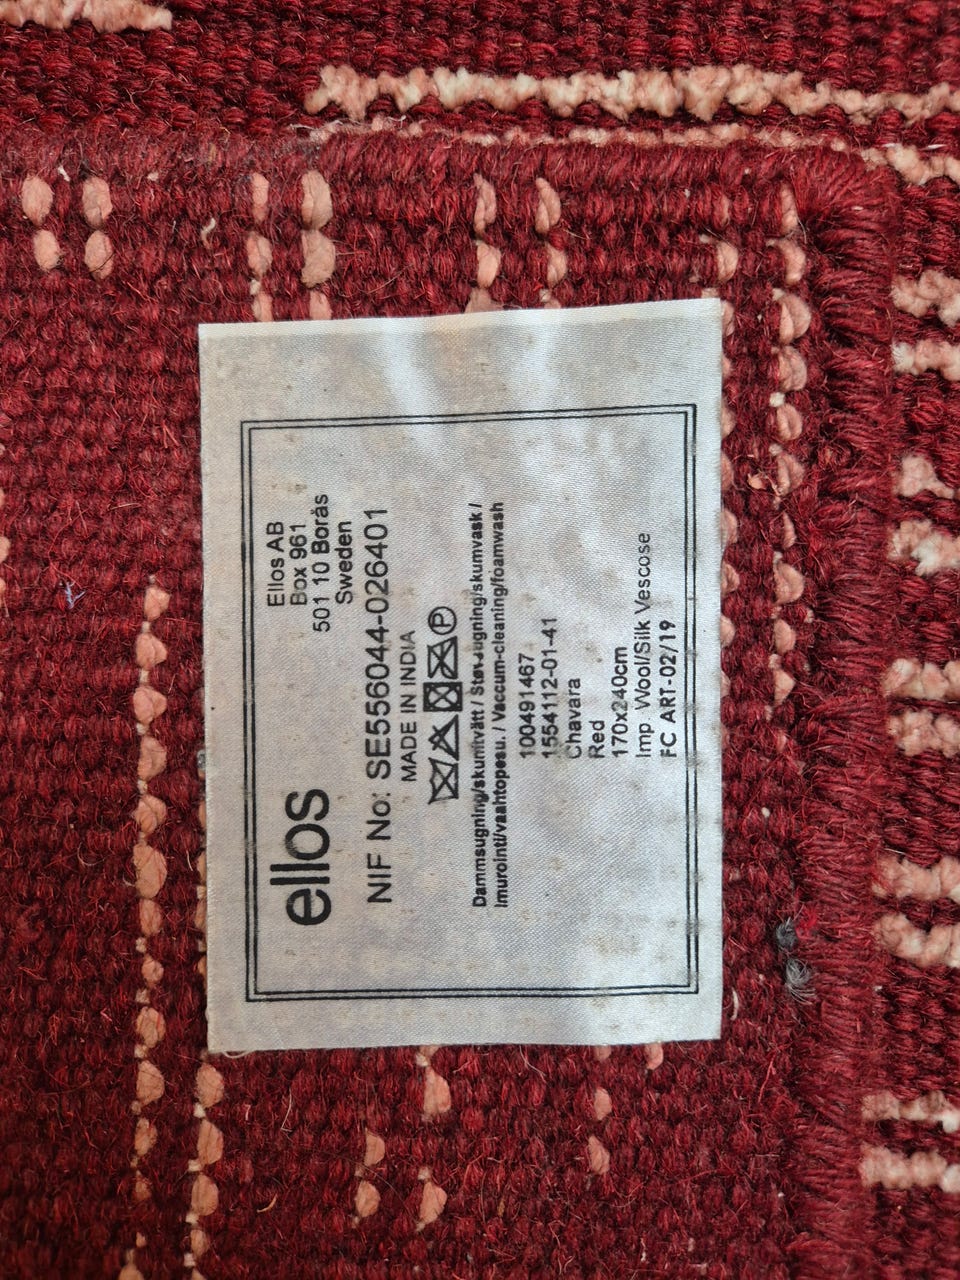 ellos
Ellos AB
Box 961
501 10 Borås
Sweden
NIF No: SE556044-026401
MADE IN INDIA
P
Dammsugning/skumtvätt / Støvsugning/skumvask /
Imurointi/vaahtopesu. / Vaccum-cleaning/foamwash
100491467
1554112-01-41
Chavara
Red
170x240cm
Imp Wool/Silk Vescose
FC ART-02/19